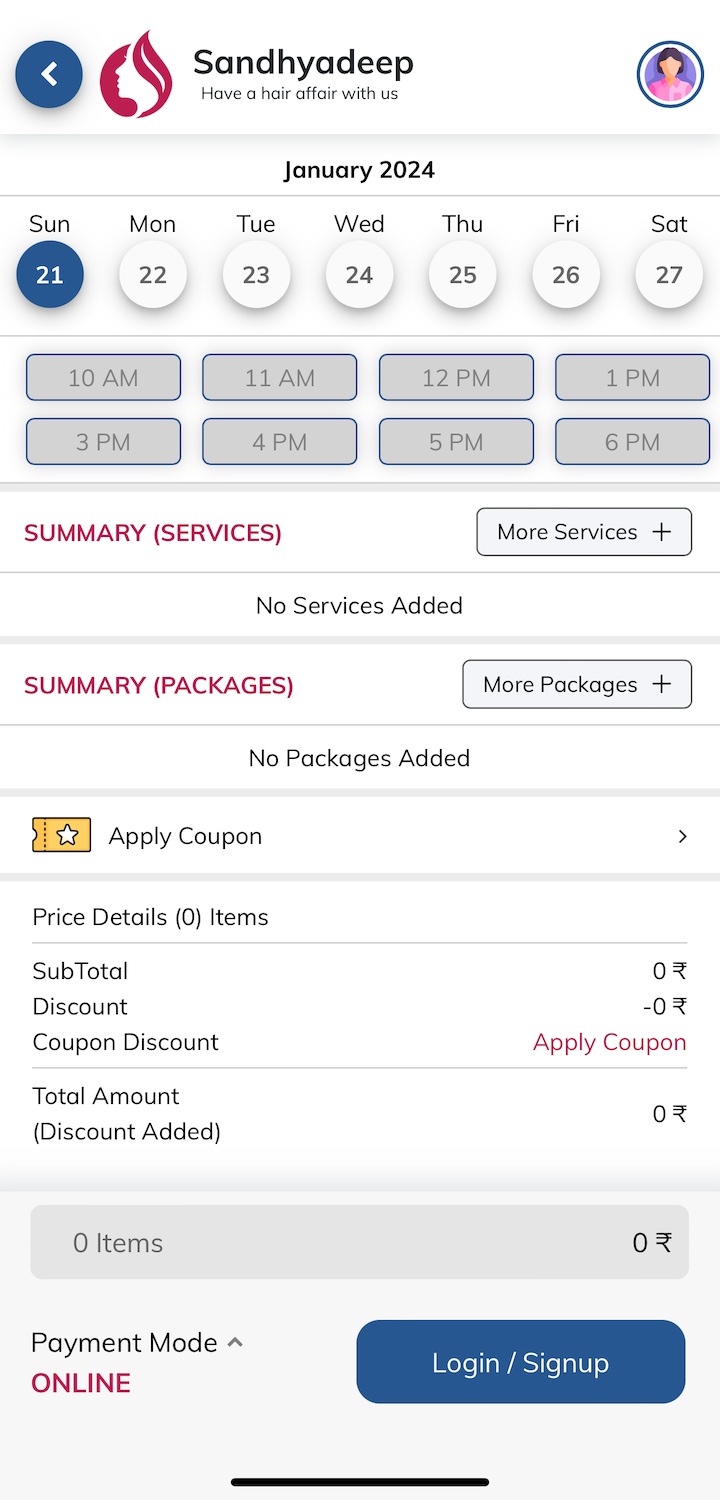 Sandhyadeep
Have a hair affair with us
January 2024
Sun Mon Tue Wed Thu Fri Sat
21 22 23 24 25 26 27
10 AM 11 AM 12 PM 1 PM
3 PM 4 PM 5 PM 6 PM
SUMMARY (SERVICES) More Services +
No Services Added
SUMMARY (PACKAGES) More Packages +
No Packages Added
Apply Coupon
Price Details (0) Items
SubTotal 0 ₹
Discount -0 ₹
Coupon Discount Apply Coupon
Total Amount
(Discount Added) 0 ₹
0 Items 0 ₹
Payment Mode
ONLINE
Login / Signup